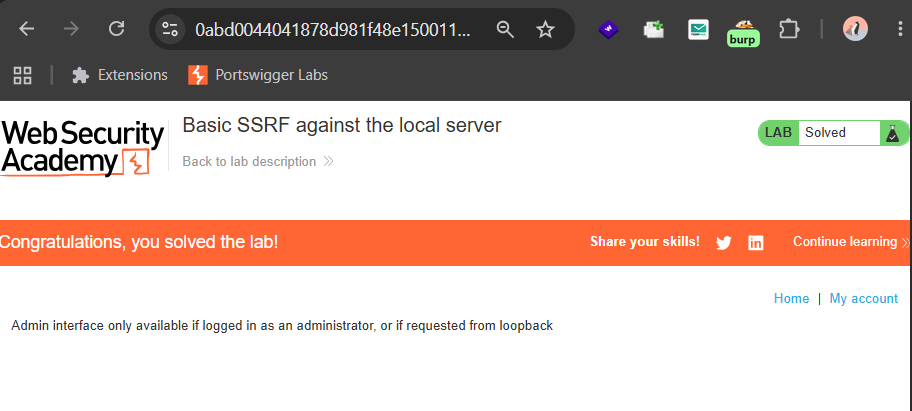 0abd0044041878d981f48e150011...
burp
Extensions
Portswigger Labs
Web Security
Academy
Basic SSRF against the local server
Back to lab description
LAB Solved
Congratulations, you solved the lab!
Share your skills!
Continue learning
Home | My account
Admin interface only available if logged in as an administrator, or if requested from loopback